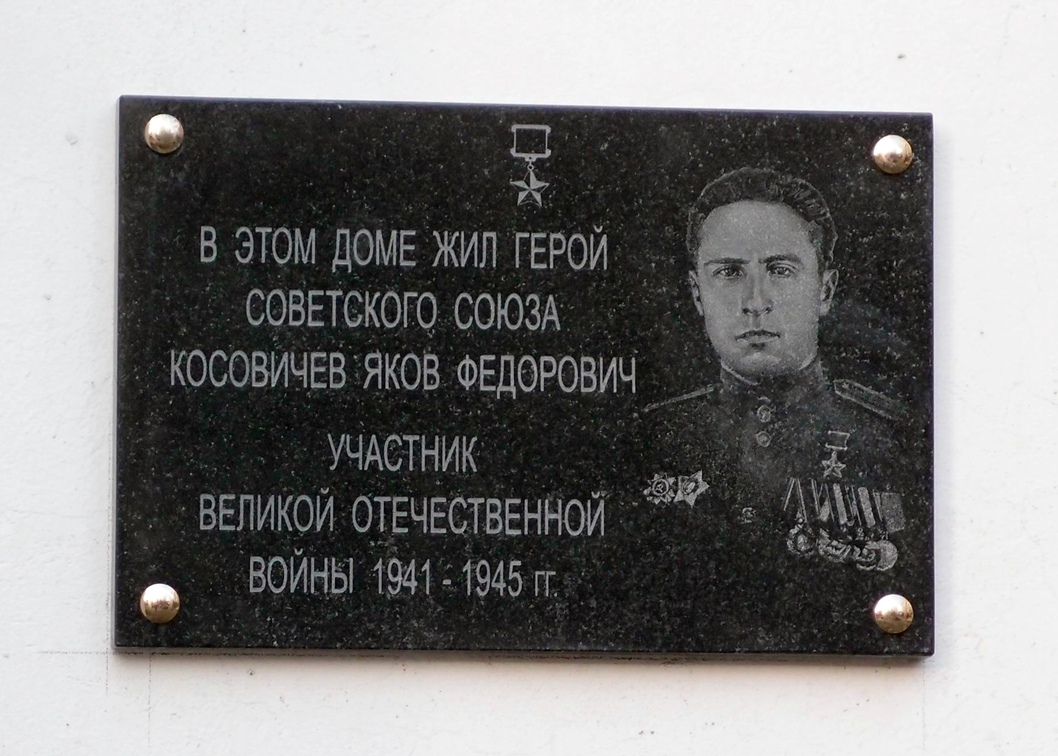 В ЭТОМ ДОМЕ ЖИЛ ГЕРОЙ
СОВЕТСКОГО СОЮЗА
КОСОВИЧЕВ ЯКОВ ФЕДОРОВИЧ
УЧАСТНИК
ВЕЛИКОЙ ОТЕЧЕСТВЕННОЙ
ВОЙНЫ 1941 - 1945 гг.